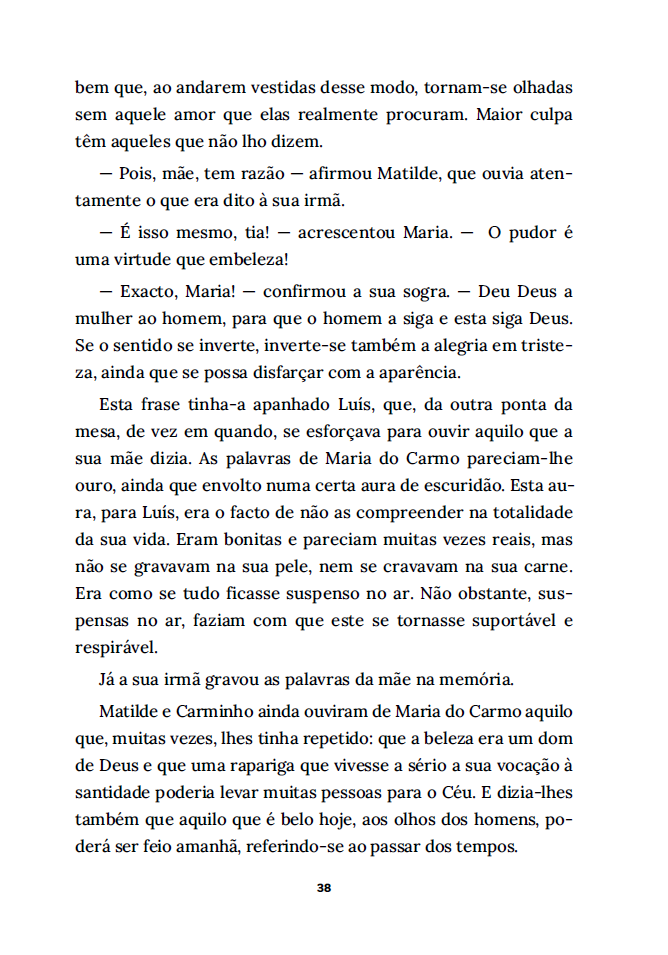 bem que, ao andarem vestidas desse modo, tornam-se olhadas
sem aquele amor que elas realmente procuram. Maior culpa
têm aqueles que não lho dizem.
— Pois, mãe, tem razão — afirmou Matilde, que ouvia aten-
tamente o que era dito à sua irmã.
— É isso mesmo, tia! — acrescentou Maria. — O pudor é
uma virtude que embeleza!
— Exacto, Maria! — confirmou a sua sogra. — Deu Deus a
mulher ao homem, para que o homem a siga e esta siga Deus.
Se o sentido se inverte, inverte-se também a alegria em triste-
za, ainda que se possa disfarçar com a aparência.
Esta frase tinha-a apanhado Luís, que, da outra ponta da
mesa, de vez em quando, se esforçava para ouvir aquilo que a
sua mãe dizia. As palavras de Maria do Carmo pareciam-lhe
ouro, ainda que envolto numa certa aura de escuridão. Esta au-
ra, para Luís, era o facto de não as compreender na totalidade
da sua vida. Eram bonitas e pareciam muitas vezes reais, mas
não se gravavam na sua pele, nem se cravavam na sua carne.
Era como se tudo ficasse suspenso no ar. Não obstante, sus-
pensas no ar, faziam com que este se tornasse suportável e
respirável.
Já a sua irmã gravou as palavras da mãe na memória.
Matilde e Carminho ainda ouviram de Maria do Carmo aquilo
que, muitas vezes, lhes tinha repetido: que a beleza era um dom
de Deus e que uma rapariga que vivesse a sério a sua vocação à
santidade poderia levar muitas pessoas para o Céu. E dizia-lhes
também que aquilo que é belo hoje, aos olhos dos homens, po-
derá ser feio amanhã, referindo-se ao passar dos tempos.
38